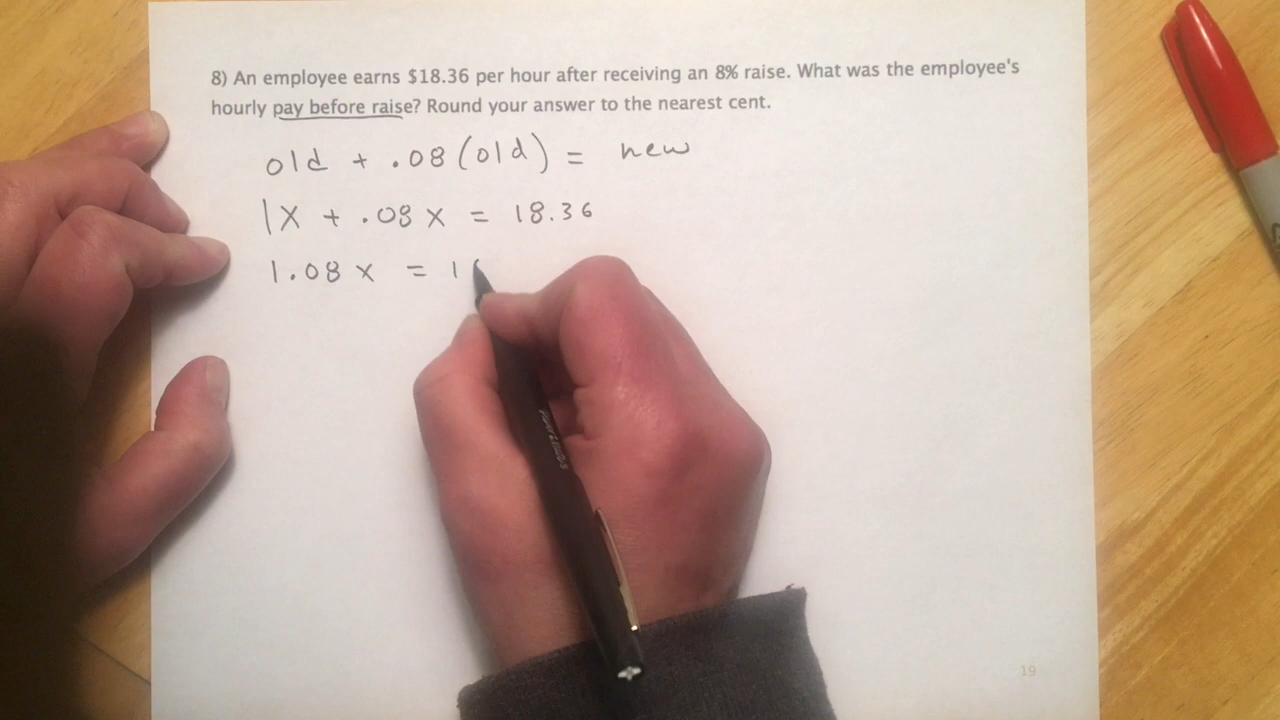 8) An employee earns $18.36 per hour after receiving an 8% raise. What was the employee's
hourly pay before raise? Round your answer to the nearest cent.
old + .08 (old) = new
1x + .08 x = 18.36
1.08 x = 1
19